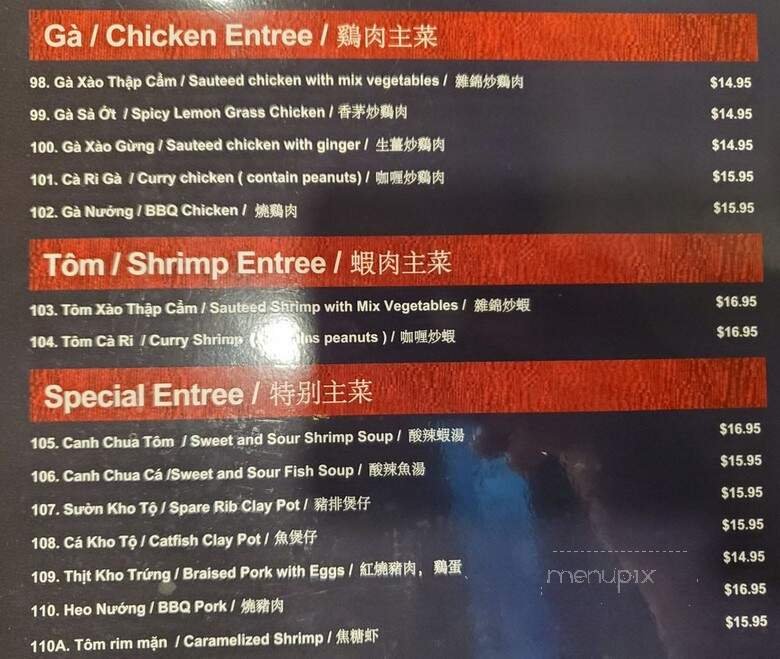 Gà / Chicken Entree / 鷄肉主菜
98. Gà Xào Thập Cẩm / Sauteed chicken with mix vegetables / 雜錦炒鷄肉 $14.95
99. Gà Sả Ớt / Spicy Lemon Grass Chicken / 香茅炒鷄肉 $14.95
100. Gà Xào Gừng / Sauteed chicken with ginger / 生薑炒鷄肉 $14.95
101. Cà Ri Gà / Curry chicken ( contain peanuts) / 咖喱炒鷄肉 $15.95
102. Gà Nướng / BBQ Chicken / 燒鷄肉 $15.95
Tôm / Shrimp Entree / 蝦肉主菜
103. Tôm Xào Thập Cẩm / Sauteed Shrimp with Mix Vegetables / 雜錦炒蝦 $16.95
104. Tôm Cà Ri / Curry Shrimp ( peanuts ) / 咖喱炒蝦 $16.95
Special Entree / 特别主菜
105. Canh Chua Tôm / Sweet and Sour Shrimp Soup / 酸辣蝦湯 $16.95
106. Canh Chua Cá /Sweet and Sour Fish Soup / 酸辣魚湯 $15.95
107. Sườn Kho Tộ / Spare Rib Clay Pot / 豬排煲仔 $15.95
108. Cá Kho Tộ / Catfish Clay Pot / 魚煲仔 $15.95
109. Thịt Kho Trứng / Braised Pork with Eggs / 紅燒豬肉，鷄蛋 $14.95
110. Heo Nướng / BBQ Pork / 燒豬肉 $16.95
110A. Tôm rim mặn / Caramelized Shrimp / 焦糖虾 $15.95
menupix